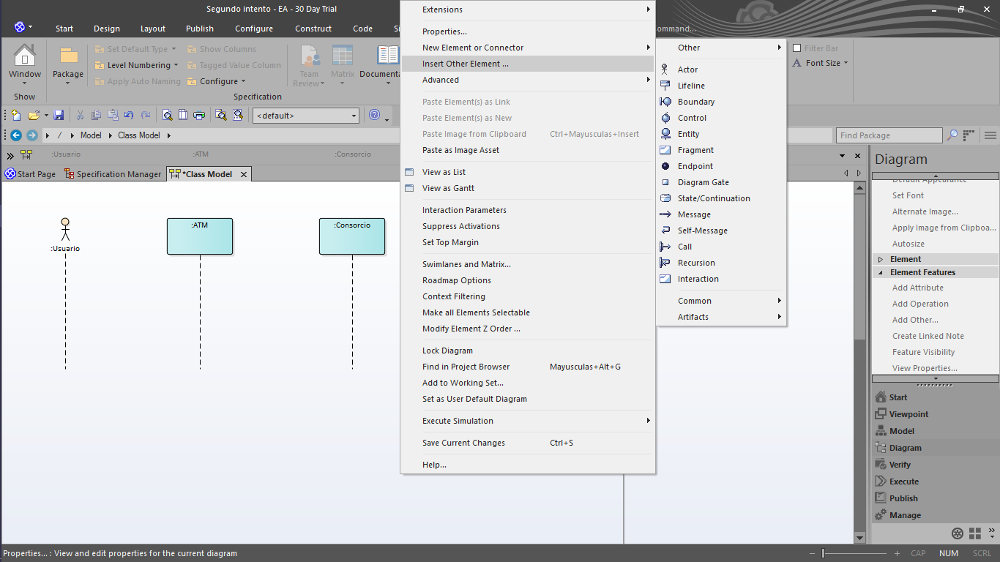 Segundo intento - EA - 30 Day Trial
Start Design Layout Publish Configure Construct Code Si
ommand...
Window
Show
Package
Set Default Type
Level Numbering
Apply Auto Naming
Show Columns
Tagged Value Column
Configure
Specification
Team Review
Matrix
Documenta
Filter Bar
Font Size
<default>
/ Model Class Model
Find Package
:Usuario :ATM :Consorcio
Start Page Specification Manager *Class Model
:Usuario
:ATM
:Consorcio
Extensions
Properties...
New Element or Connector
Insert Other Element ...
Advanced
Paste Element(s) as Link
Paste Element(s) as New
Paste Image from Clipboard Ctrl+Mayusculas+Insert
Paste as Image Asset
View as List
View as Gantt
Interaction Parameters
Suppress Activations
Set Top Margin
Swimlanes and Matrix...
Roadmap Options
Context Filtering
Make all Elements Selectable
Modify Element Z Order ...
Lock Diagram
Find in Project Browser Mayusculas+Alt+G
Add to Working Set...
Set as User Default Diagram
Execute Simulation
Save Current Changes Ctrl+S
Help...
Other
Actor
Lifeline
Boundary
Control
Entity
Fragment
Endpoint
Diagram Gate
State/Continuation
Message
Self-Message
Call
Recursion
Interaction
Common
Artifacts
Diagram
Default Appearance
Set Font
Alternate Image...
Apply Image from Clipboa...
Autosize
Element
Element Features
Add Attribute
Add Operation
Add Other...
Create Linked Note
Feature Visibility
View Properties...
Start
Viewpoint
Model
Diagram
Verify
Execute
Publish
Manage
Properties... : View and edit properties for the current diagram
CAP NUM SCRL